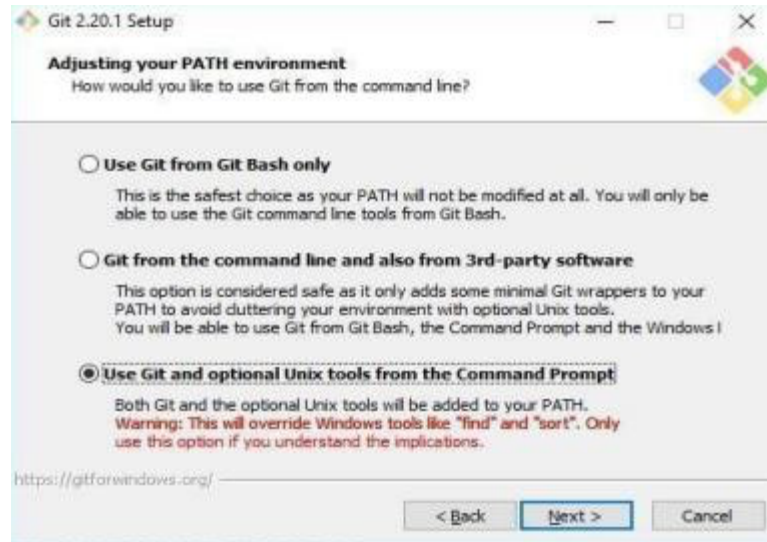 Git 2.20.1 Setup
Adjusting your PATH environment
How would you like to use Git from the command line?
Use Git from Git Bash only
This is the safest choice as your PATH will not be modified at all. You will only be
able to use the Git command line tools from Git Bash.
Git from the command line and also from 3rd-party software
This option is considered safe as it only adds some minimal Git wrappers to your
PATH to avoid cluttering your environment with optional Unix tools.
You will be able to use Git from Git Bash, the Command Prompt and the Windows
Use Git and optional Unix tools from the Command Prompt
Both Git and the optional Unix tools will be added to your PATH.
Warning: This will override Windows tools like "find" and "sort". Only
use this option if you understand the implications.
https://gitforwindows.org/
< Back Next > Cancel